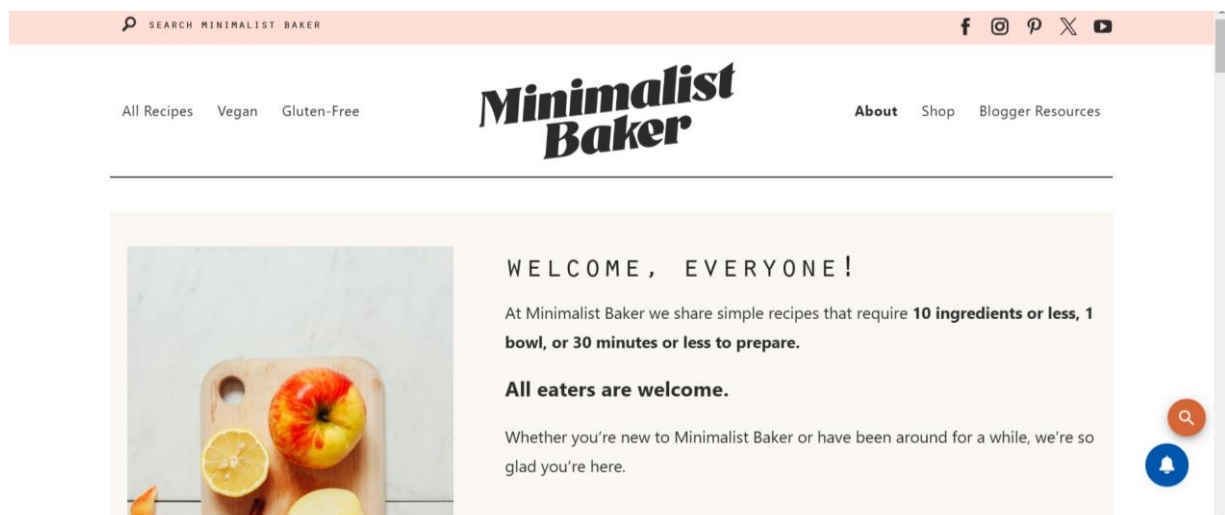 SEARCH MINIMALIST BAKER
All Recipes Vegan Gluten-Free
Minimalist
Baker
About Shop Blogger Resources
WELCOME, EVERYONE!
At Minimalist Baker we share simple recipes that require 10 ingredients or less, 1
bowl, or 30 minutes or less to prepare.
All eaters are welcome.
Whether you’re new to Minimalist Baker or have been around for a while, we’re so
glad you’re here.